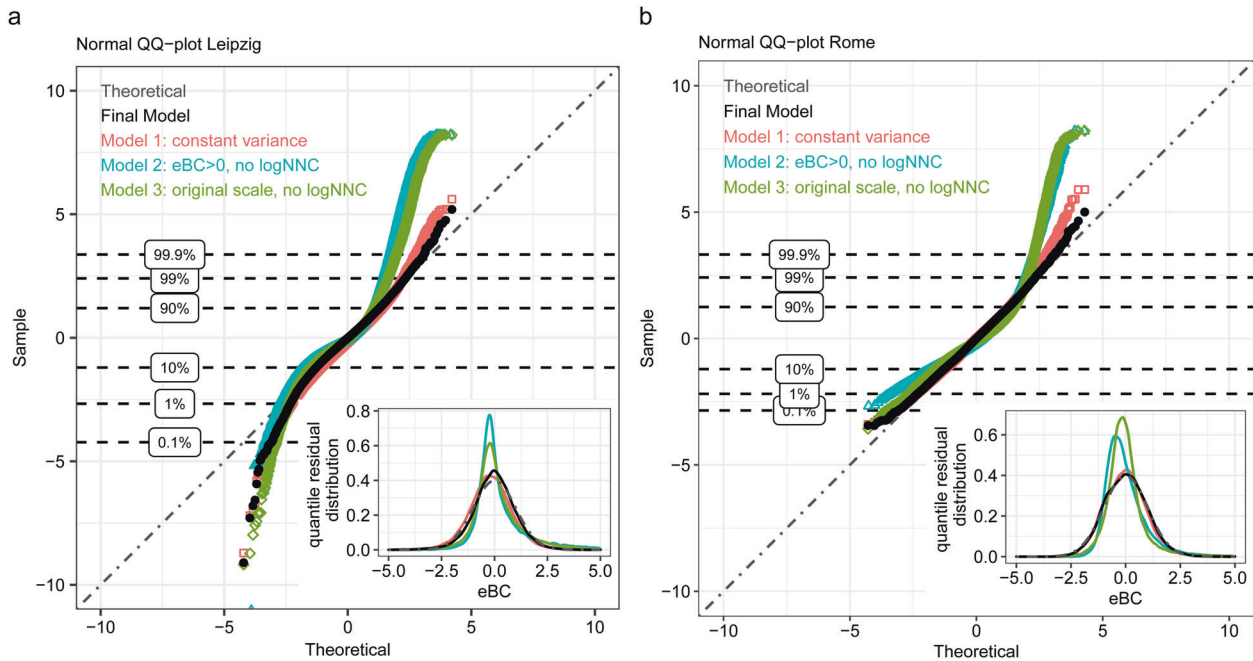 a
Normal QQ−plot Leipzig
Theoretical
Final Model
Model 1: constant variance
Model 2: eBC>0, no logNNC
Model 3: original scale, no logNNC
10
5
0
−5
−10
Sample
99.9%
99%
90%
10%
1%
0.1%
−10
−5
0
5
10
Theoretical
quantile residual
distribution
0.8
0.6
0.4
0.2
0.0
−5.0
−2.5
0.0
2.5
5.0
eBC
b
Normal QQ−plot Rome
Theoretical
Final Model
Model 1: constant variance
Model 2: eBC>0, no logNNC
Model 3: original scale, no logNNC
10
5
0
−5
−10
Sample
99.9%
99%
90%
10%
1%
0.1%
−10
−5
0
5
10
Theoretical
quantile residual
distribution
0.6
0.4
0.2
0.0
−5.0
−2.5
0.0
2.5
5.0
eBC